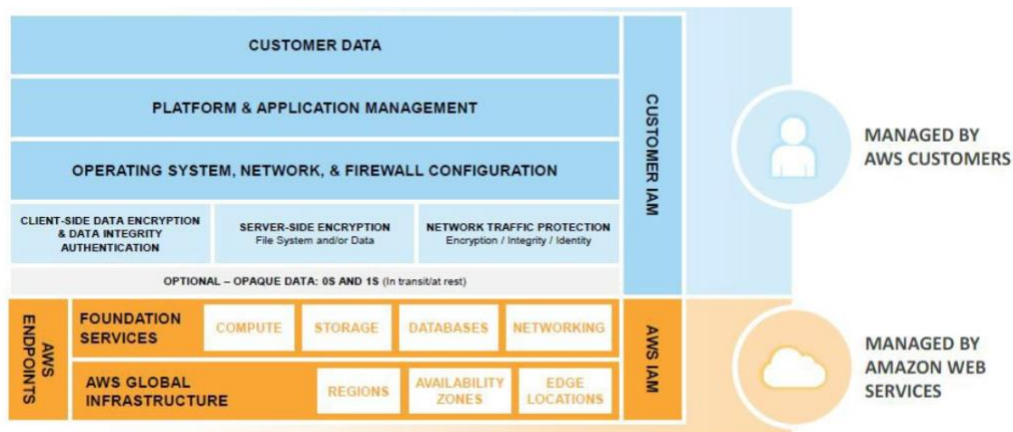 CUSTOMER DATA
PLATFORM & APPLICATION MANAGEMENT
OPERATING SYSTEM, NETWORK, & FIREWALL CONFIGURATION
CLIENT-SIDE DATA ENCRYPTION
& DATA INTEGRITY
AUTHENTICATION
SERVER-SIDE ENCRYPTION
File System and/or Data
NETWORK TRAFFIC PROTECTION
Encryption / Integrity / Identity
OPTIONAL – OPAQUE DATA: 0S AND 1S (In transit/at rest)
CUSTOMER IAM
MANAGED BY
AWS CUSTOMERS
AWS
ENDPOINTS
FOUNDATION
SERVICES
COMPUTE
STORAGE
DATABASES
NETWORKING
AWS GLOBAL
INFRASTRUCTURE
REGIONS
AVAILABILITY
ZONES
EDGE
LOCATIONS
AWS IAM
MANAGED BY
AMAZON WEB
SERVICES